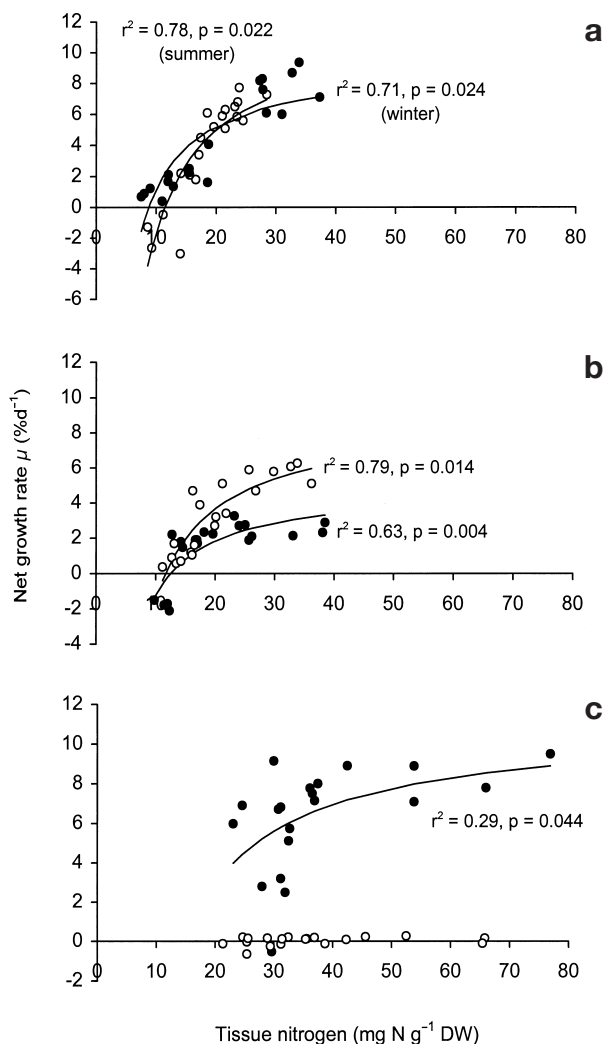 a
r² = 0.78, p = 0.022
(summer)
r² = 0.71, p = 0.024
(winter)
12
10
8
6
4
2
0
-2
-4
-6
0 10 20 30 40 50 60 70 80
b
12
10
8
6
4
2
0
-2
-4
r² = 0.79, p = 0.014
r² = 0.63, p = 0.004
0 10 20 30 40 50 60 70 80
Net growth rate μ (%d⁻¹)
c
12
10
8
6
4
2
0
-2
r² = 0.29, p = 0.044
0 10 20 30 40 50 60 70 80
Tissue nitrogen (mg N g⁻¹ DW)